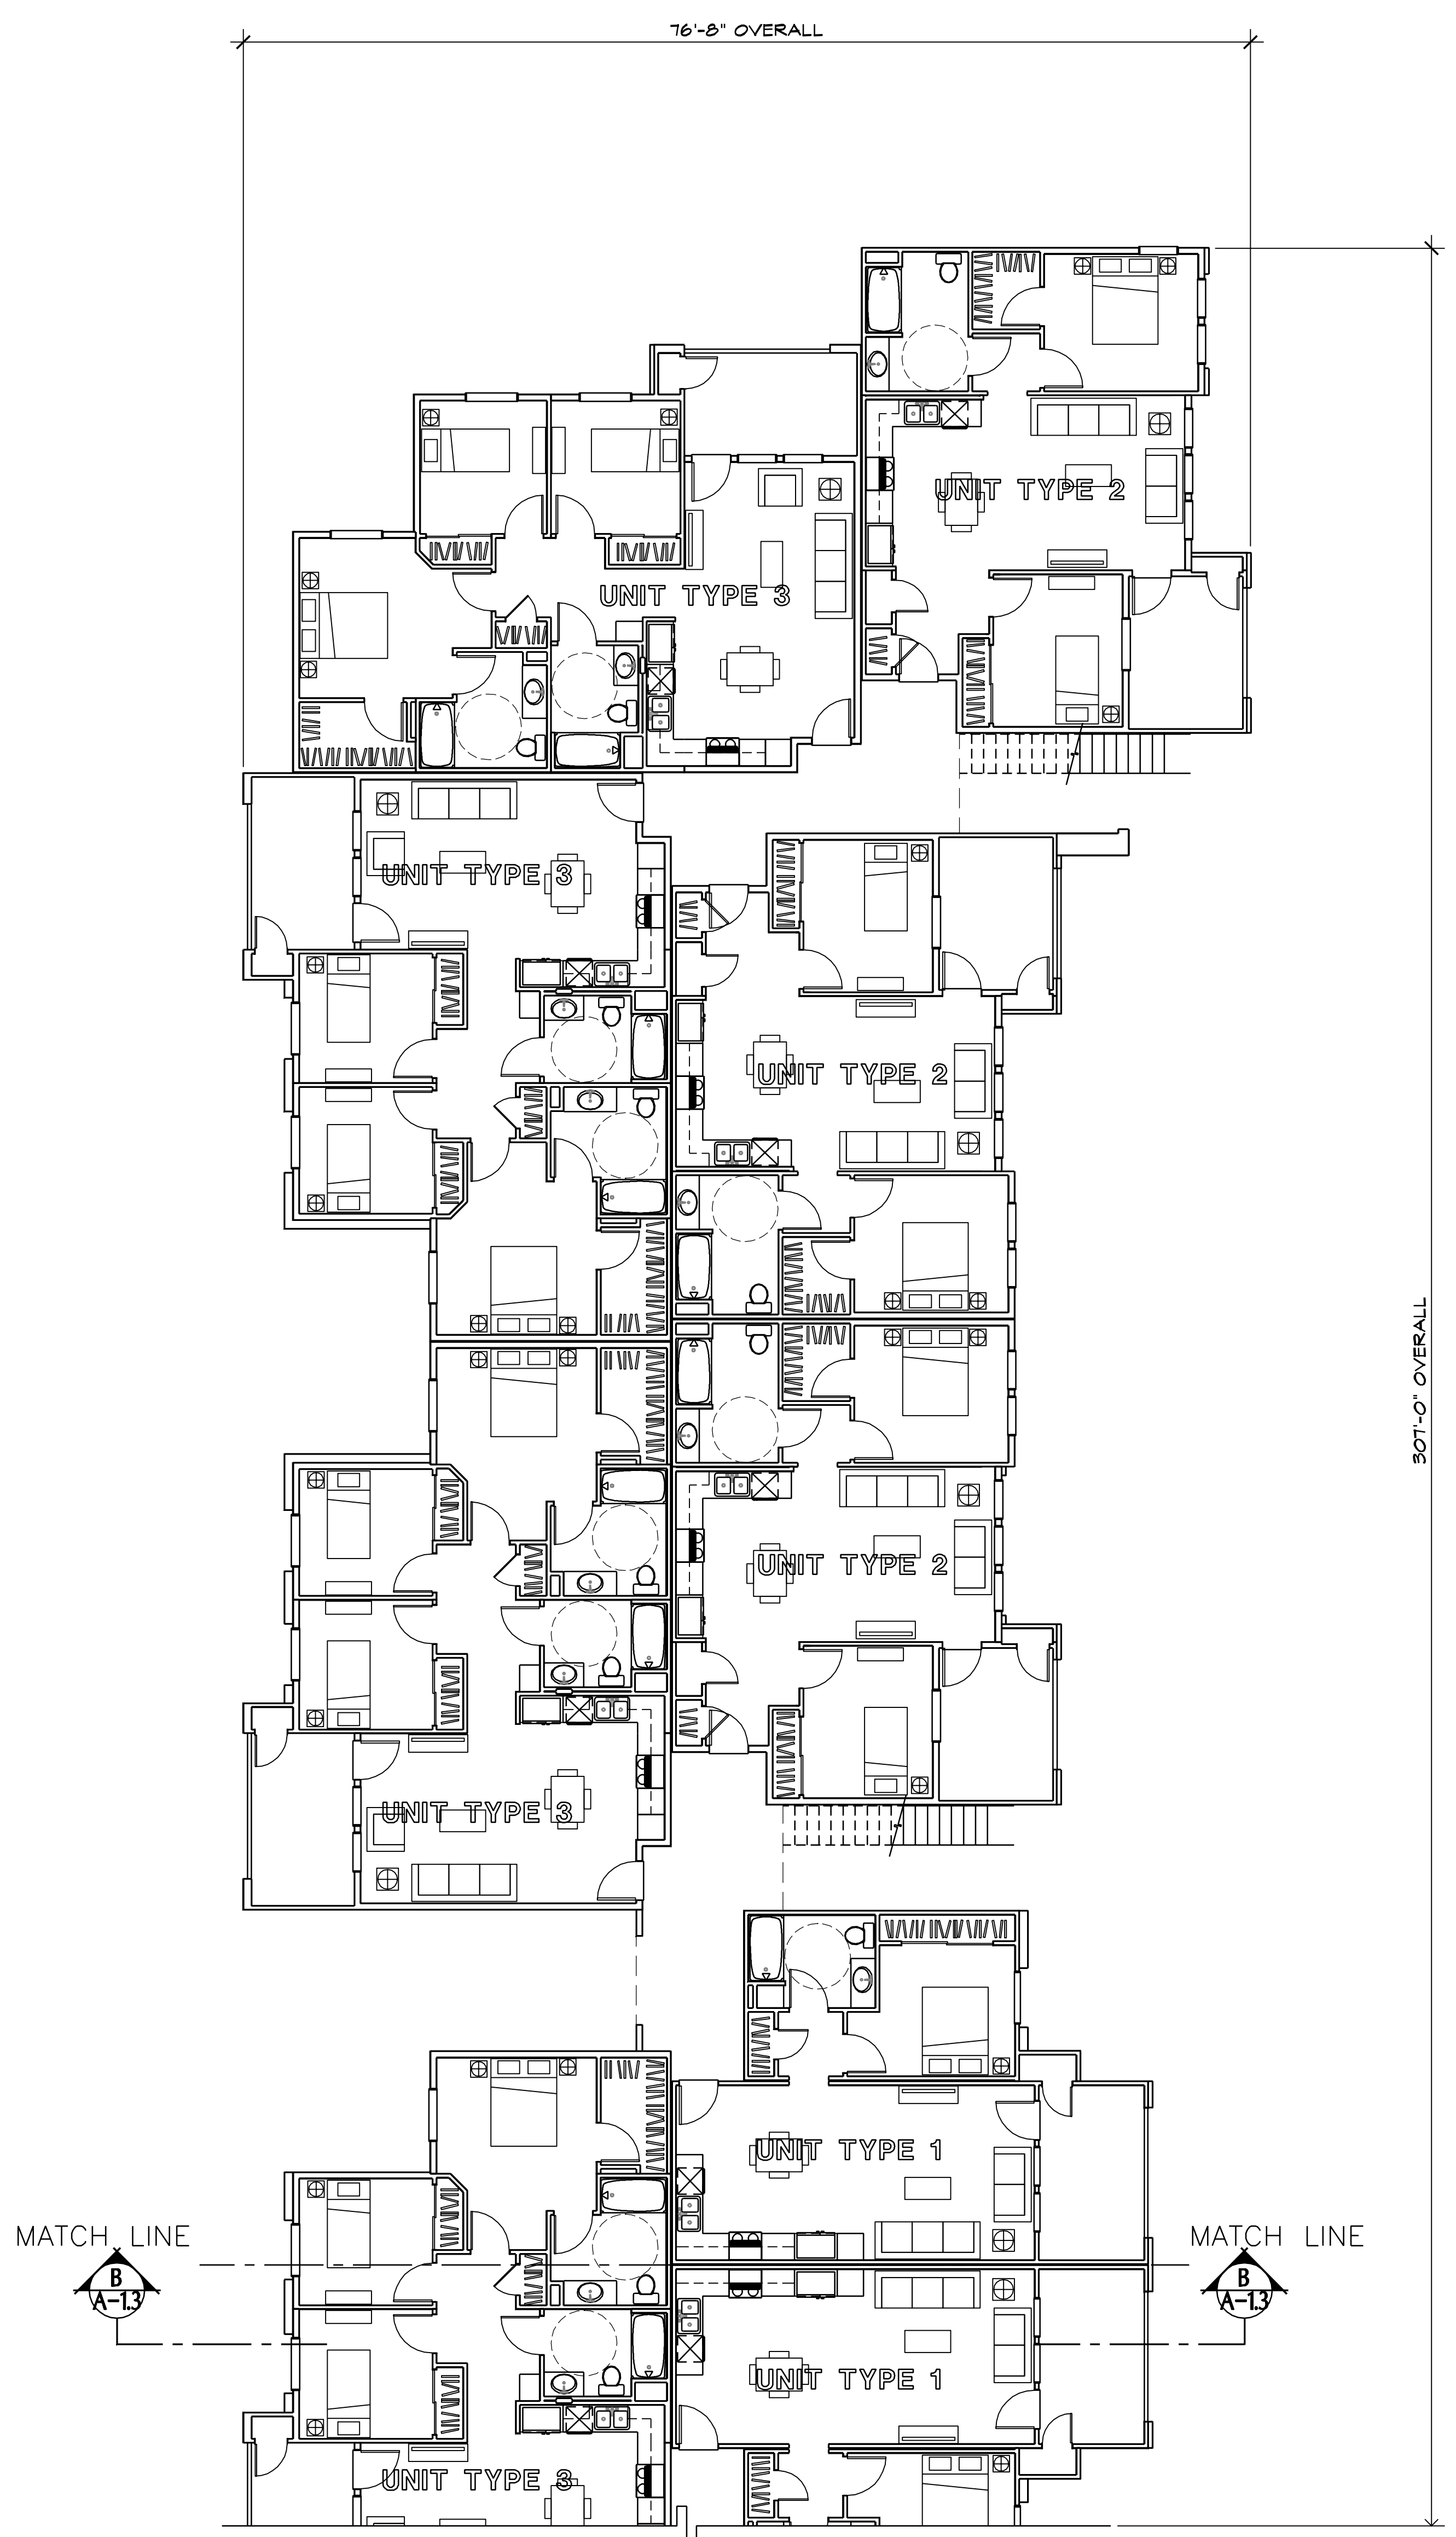 76'-8" OVERALL
UNIT TYPE 2
UNIT TYPE 3
UNIT TYPE 3
UNIT TYPE 2
307'-0" OVERALL
UNIT TYPE 2
UNIT TYPE 3
UNIT TYPE 1
MATCH LINE
MATCH LINE
B
A-1.3
B
A-1.3
UNIT TYPE 1
UNIT TYPE 3